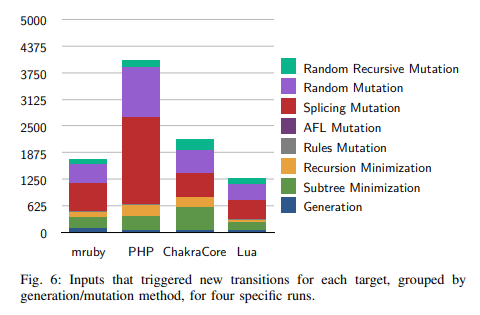 5000
4375
3750
3125
2500
1875
1250
625
0
mruby PHP ChakraCore Lua
Random Recursive Mutation
Random Mutation
Splicing Mutation
AFL Mutation
Rules Mutation
Recursion Minimization
Subtree Minimization
Generation
Fig. 6: Inputs that triggered new transitions for each target, grouped by
generation/mutation method, for four specific runs.